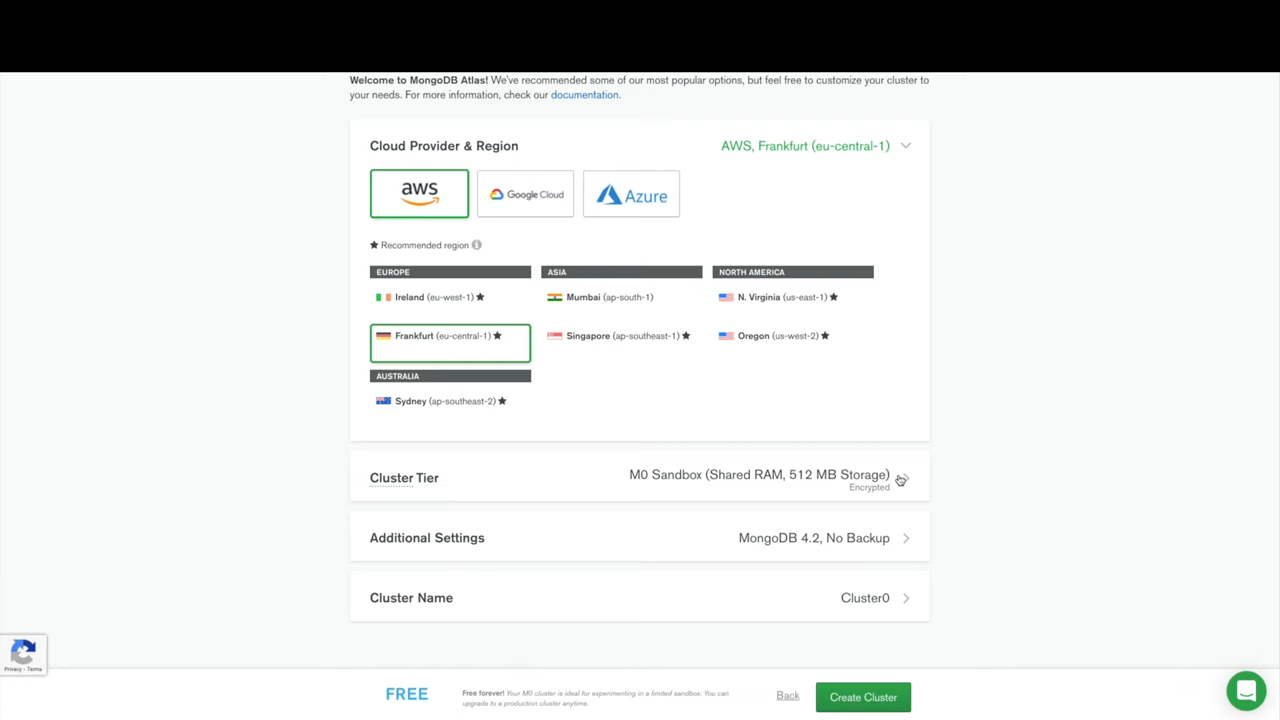 Welcome to MongoDB Atlas! We've recommended some of our most popular options, but feel free to customize your cluster to
your needs. For more information, check our documentation.
Cloud Provider & Region
AWS, Frankfurt (eu-central-1)
aws
Google Cloud
Azure
★ Recommended region
EUROPE
ASIA
NORTH AMERICA
Ireland (eu-west-1) ★
Mumbai (ap-south-1)
N. Virginia (us-east-1) ★
Frankfurt (eu-central-1) ★
Singapore (ap-southeast-1) ★
Oregon (us-west-2) ★
AUSTRALIA
Sydney (ap-southeast-2) ★
Cluster Tier
M0 Sandbox (Shared RAM, 512 MB Storage)
Encrypted
Additional Settings
MongoDB 4.2, No Backup
Cluster Name
Cluster0
Privacy - Terms
FREE
Free forever! Your M0 cluster is ideal for experimenting in a limited sandbox. You can
upgrade to a production cluster anytime.
Back
Create Cluster